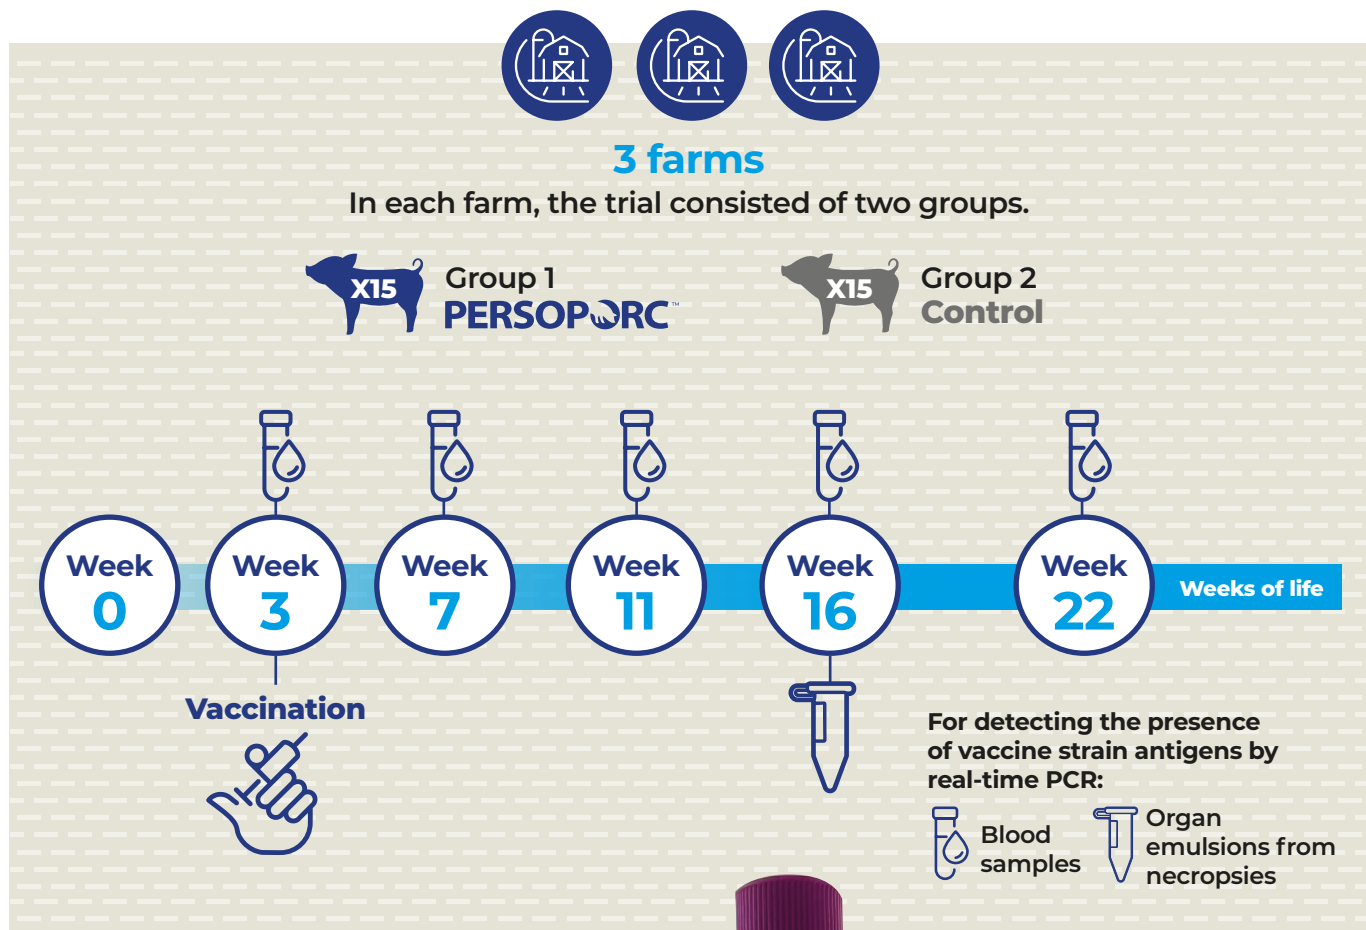 3 farms
In each farm, the trial consisted of two groups.
X15
Group 1
PERSOPORC™
X15
Group 2
Control
Week
0
Week
3
Week
7
Week
11
Week
16
Week
22
Weeks of life
Vaccination
For detecting the presence
of vaccine strain antigens by
real-time PCR:
Blood
samples
Organ
emulsions from
necropsies